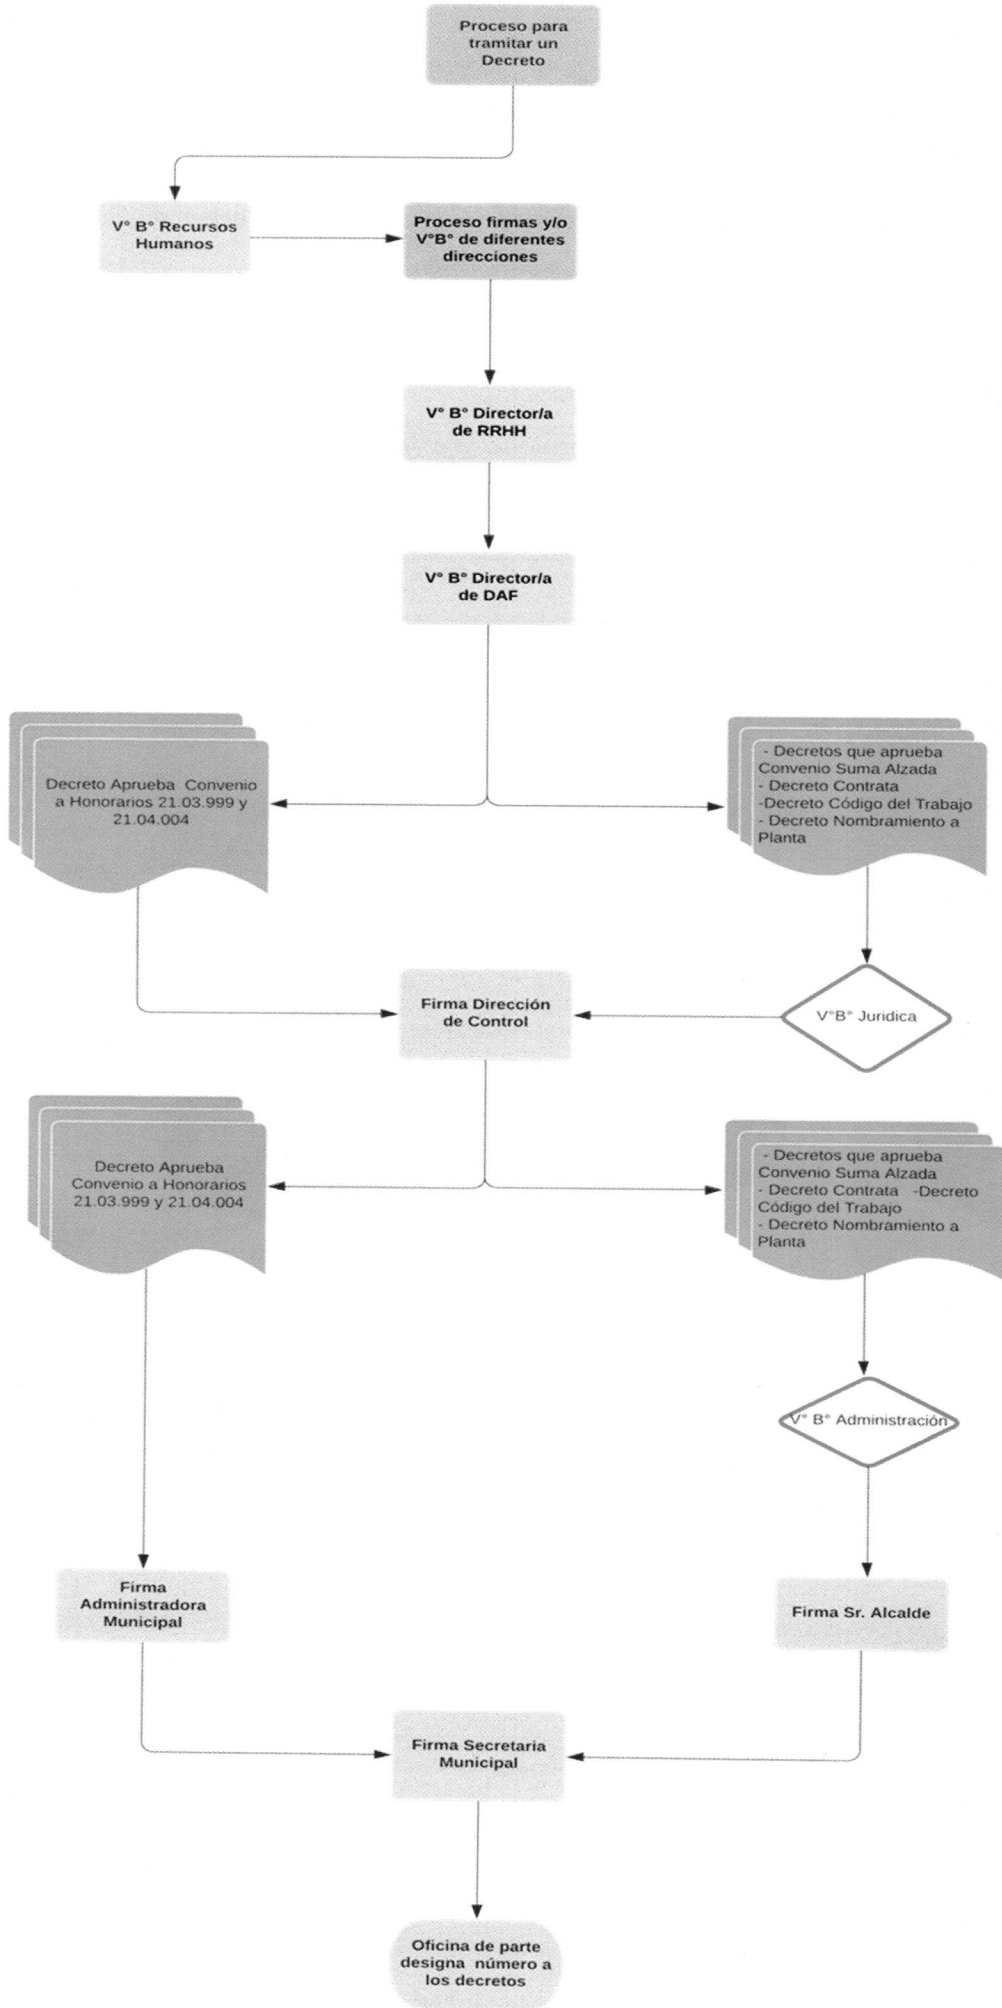 Proceso para
tramitar un
Decreto
V° B° Recursos
Humanos
Proceso firmas y/o
V°B° de diferentes
direcciones
V° B° Director/a
de RRHH
V° B° Director/a
de DAF
Decreto Aprueba Convenio
a Honorarios 21.03.999 y
21.04.004
- Decretos que aprueba
Convenio Suma Alzada
- Decreto Contrata
-Decreto Código del Trabajo
- Decreto Nombramiento a
Planta
Firma Dirección
de Control
V°B° Juridica
Decreto Aprueba
Convenio a Honorarios
21.03.999 y 21.04.004
- Decretos que aprueba
Convenio Suma Alzada
- Decreto Contrata -Decreto
Código del Trabajo
- Decreto Nombramiento a
Planta
V° B° Administración
Firma
Administradora
Municipal
Firma Sr. Alcalde
Firma Secretaria
Municipal
Oficina de parte
designa número a
los decretos